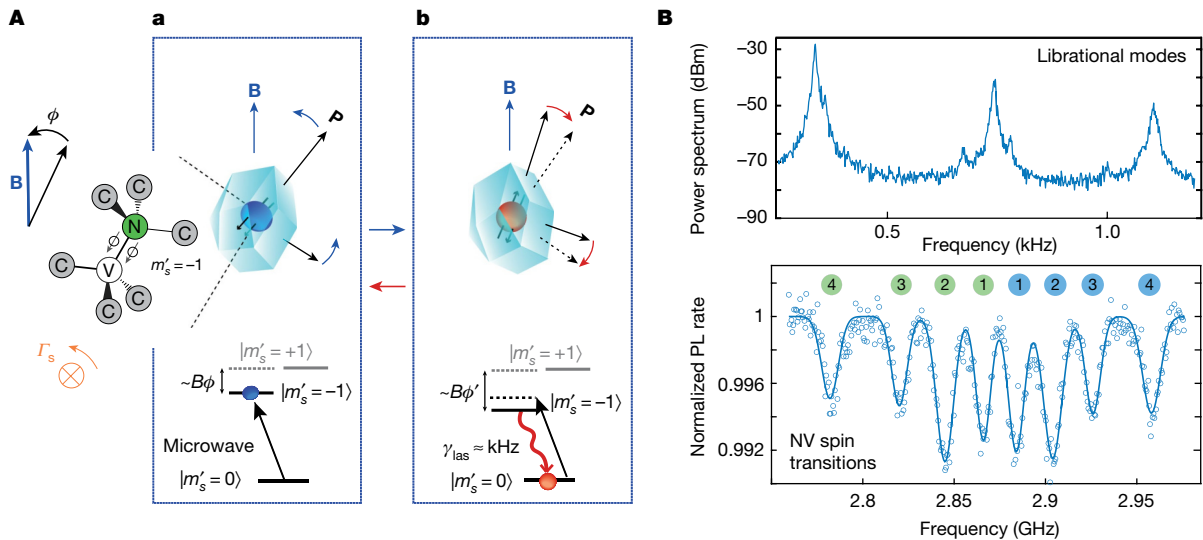 A
a
b
B
ϕ
B
C
C
N
C
C
V
C
C
m′s = −1
Γs
B
P
|m′s = +1⟩
~Bϕ
|m′s = −1⟩
Microwave
|m′s = 0⟩
B
P
|m′s = +1⟩
~Bϕ′
|m′s = −1⟩
γlas ≈ kHz
|m′s = 0⟩
Librational modes
Power spectrum (dBm)
−30
−50
−70
−90
0.5
1.0
Frequency (kHz)
4 3 2 1 1 2 3 4
Normalized PL rate
1
0.996
0.992
NV spin
transitions
2.8 2.85 2.9 2.95
Frequency (GHz)